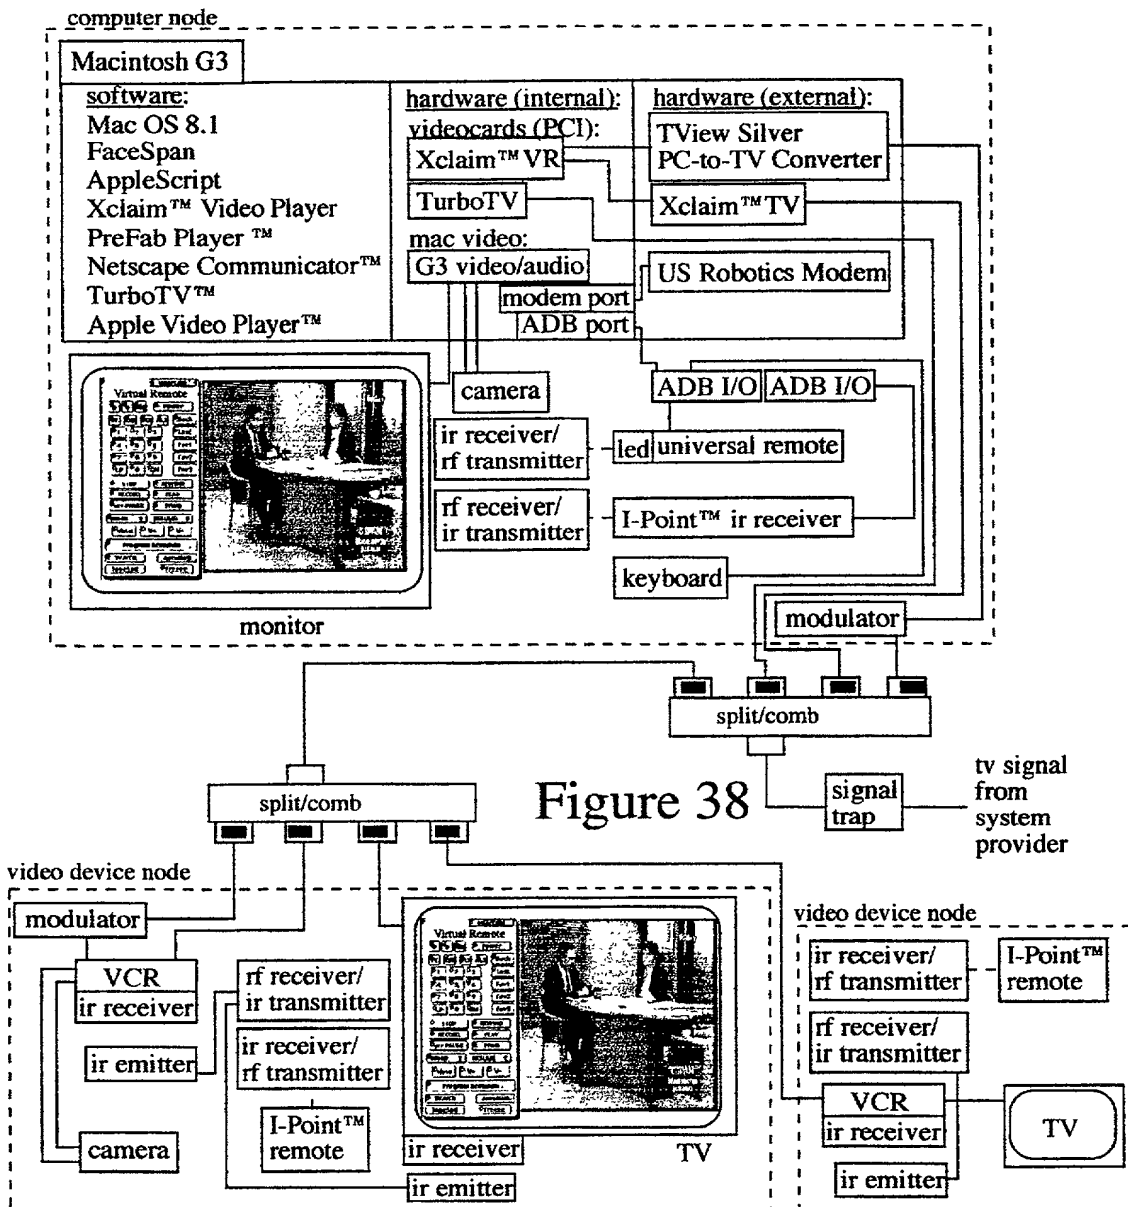 computer node
Macintosh G3
software:
Mac OS 8.1
FaceSpan
AppleScript
Xclaim™ Video Player
PreFab Player ™
Netscape Communicator™
TurboTV™
Apple Video Player™
hardware (internal):
videocards (PCI):
Xclaim™ VR
TurboTV
mac video:
G3 video/audio
modem port
ADB port
hardware (external):
TView Silver
PC-to-TV Converter
Xclaim™ TV
US Robotics Modem
Virtual Remote
monitor
camera
ADB I/O
ADB I/O
ir receiver/
rf transmitter
led
universal remote
rf receiver/
ir transmitter
I-Point™ ir receiver
keyboard
modulator
split/comb
split/comb
Figure 38
signal
trap
tv signal
from
system
provider
video device node
modulator
VCR
ir receiver
ir emitter
camera
rf receiver/
ir transmitter
ir receiver/
rf transmitter
I-Point™
remote
Virtual Remote
ir receiver
TV
ir emitter
video device node
ir receiver/
rf transmitter
I-Point™
remote
rf receiver/
ir transmitter
VCR
ir receiver
TV
ir emitter